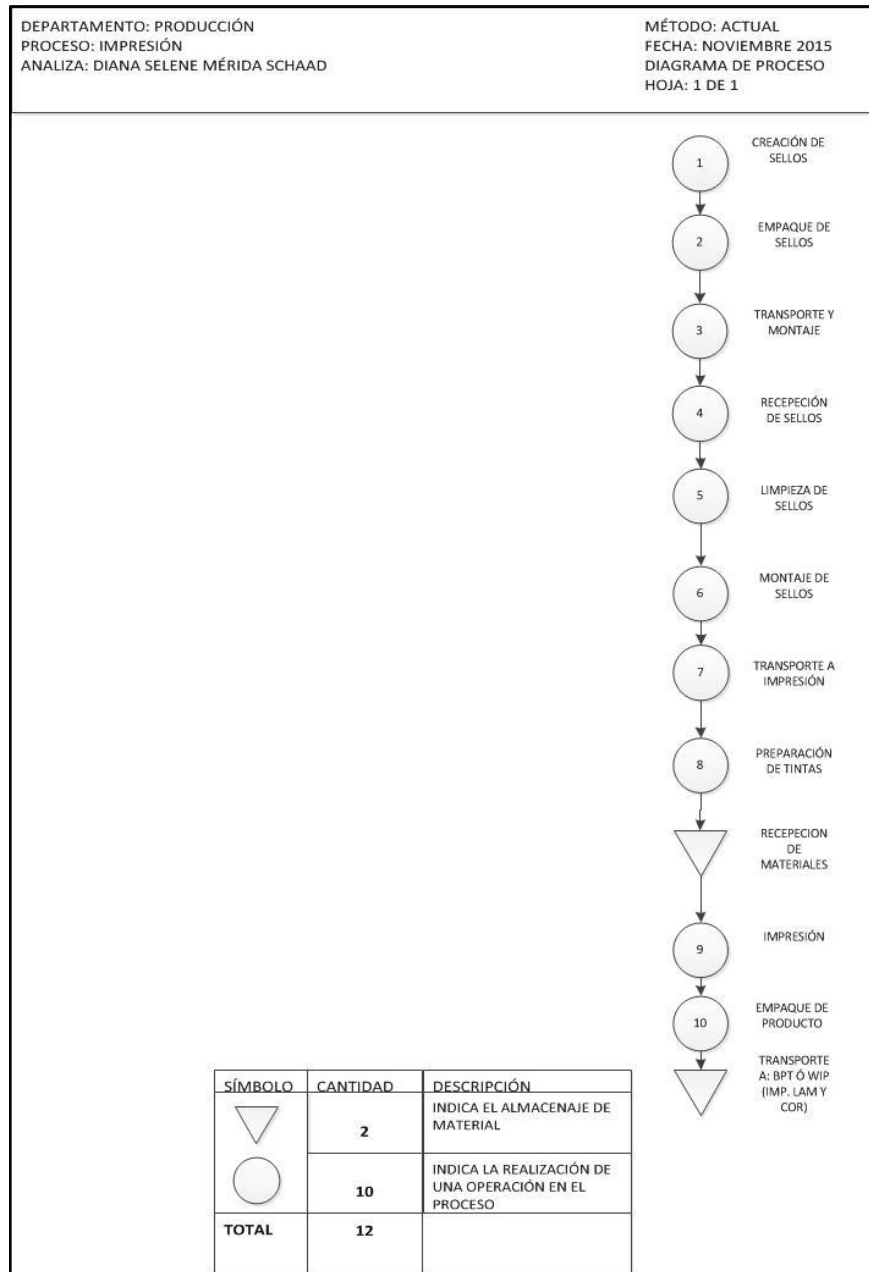 DEPARTAMENTO: PRODUCCIÓN
PROCESO: IMPRESIÓN
ANALIZA: DIANA SELENE MÉRIDA SCHAAD
MÉTODO: ACTUAL
FECHA: NOVIEMBRE 2015
DIAGRAMA DE PROCESO
HOJA: 1 DE 1
1
CREACIÓN DE
SELLOS
2
EMPAQUE DE
SELLOS
3
TRANSPORTE Y
MONTAJE
4
RECEPECIÓN
DE SELLOS
5
LIMPIEZA DE
SELLOS
6
MONTAJE DE
SELLOS
7
TRANSPORTE A
IMPRESIÓN
8
PREPARACIÓN
DE TINTAS
RECEPECION
DE
MATERIALES
9
IMPRESIÓN
10
EMPAQUE DE
PRODUCTO
TRANSPORTE
A: BPT Ó WIP
(IMP. LAM Y
COR)
SÍMBOLO CANTIDAD DESCRIPCIÓN
2
INDICA EL ALMACENAJE DE
MATERIAL
10
INDICA LA REALIZACIÓN DE
UNA OPERACIÓN EN EL
PROCESO
TOTAL 12